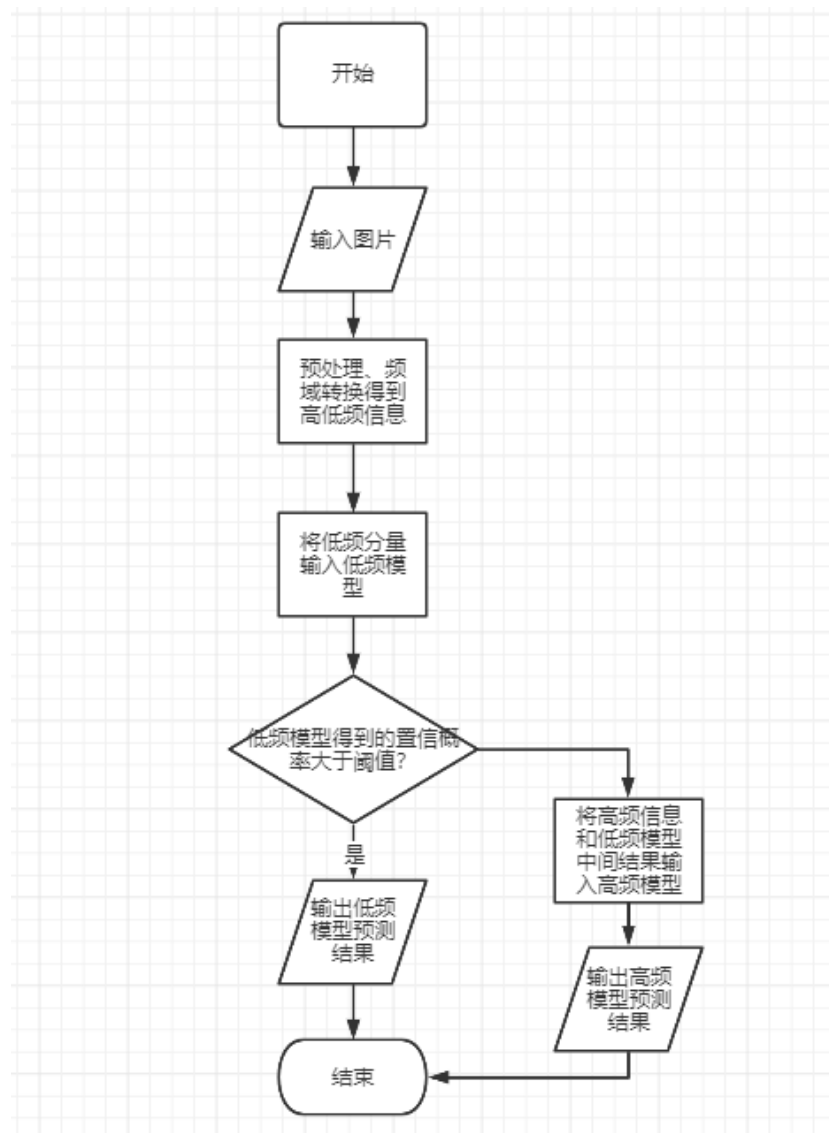 开始
输入图片
预处理、频
域转换得到
高低频信息
将低频分量
输入低频模
型
低频模型得到的置信概
率大于阈值？
是
输出低频
模型预测
结果
将高频信息
和低频模型
中间结果输
入高频模型
输出高频
模型预测
结果
结束